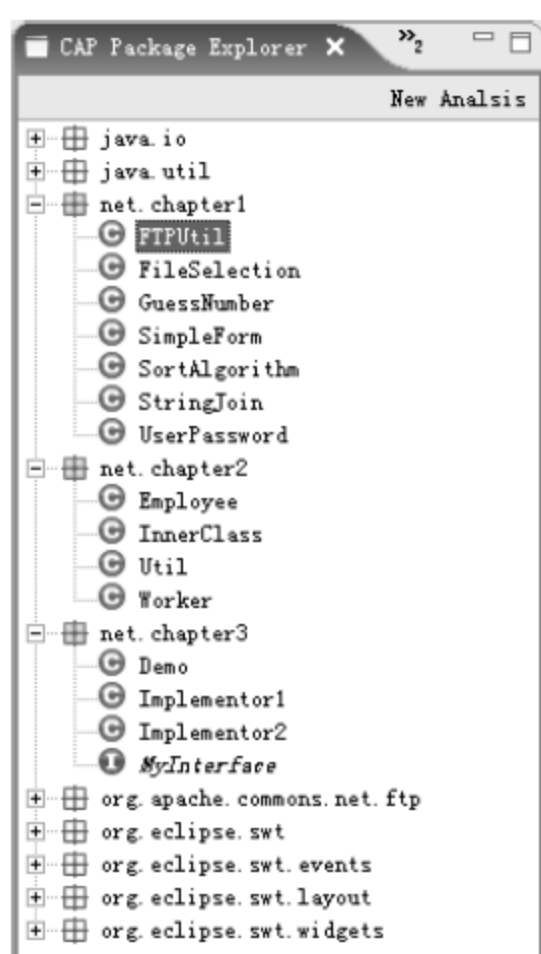 CAP Package Explorer
»2
New Analsis
java.io
java.util
net.chapter1
FTPUtil
FileSelection
GuessNumber
SimpleForm
SortAlgorithm
StringJoin
UserPassword
net.chapter2
Employee
InnerClass
Util
Worker
net.chapter3
Demo
Implementor1
Implementor2
MyInterface
org.apache.commons.net.ftp
org.eclipse.swt
org.eclipse.swt.events
org.eclipse.swt.layout
org.eclipse.swt.widgets